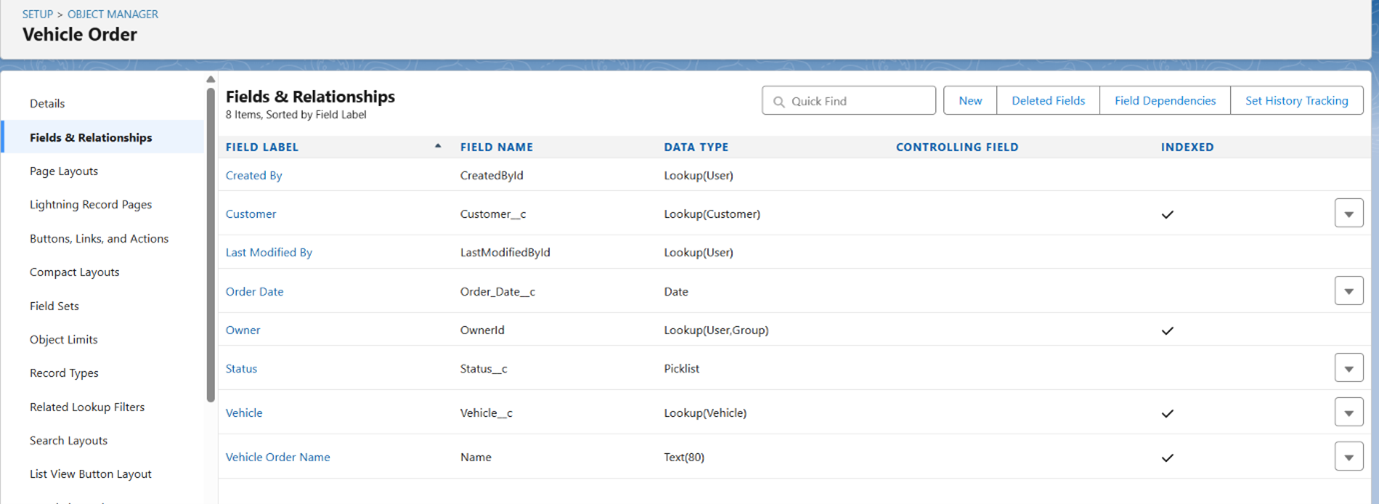 SETUP > OBJECT MANAGER
Vehicle Order
Details
Fields & Relationships
Page Layouts
Lightning Record Pages
Buttons, Links, and Actions
Compact Layouts
Field Sets
Object Limits
Record Types
Related Lookup Filters
Search Layouts
List View Button Layout
Fields & Relationships
8 Items, Sorted by Field Label
Quick Find
New Deleted Fields Field Dependencies Set History Tracking
FIELD LABEL FIELD NAME DATA TYPE CONTROLLING FIELD INDEXED
Created By CreatedById Lookup(User)
Customer Customer__c Lookup(Customer)
Last Modified By LastModifiedById Lookup(User)
Order Date Order_Date__c Date
Owner OwnerId Lookup(User,Group)
Status Status__c Picklist
Vehicle Vehicle__c Lookup(Vehicle)
Vehicle Order Name Name Text(80)